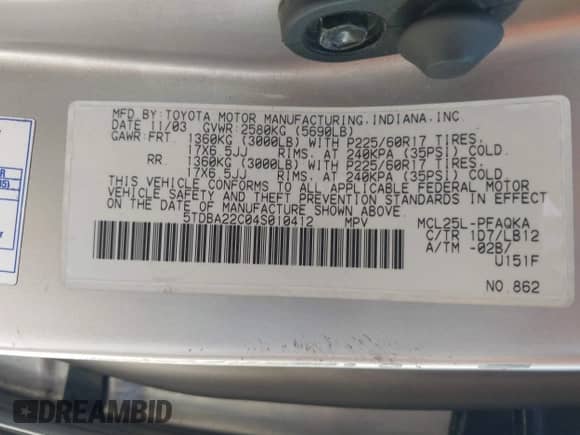 MFD.BY:TOYOTA MOTOR MANUFACTURING,INDIANA,INC.
DATE 11/03 GVWR:2580KG (5690LB)
GAWR:FRT. 1360KG (3000LB) WITH P225/60R17 TIRES,
17X6.5JJ RIMS, AT 240KPA (35PSI) COLD.
RR. 1360KG (3000LB) WITH P225/60R17 TIRES,
17X6.5JJ RIMS, AT 240KPA (35PSI) COLD.
THIS VEHICLE CONFORMS TO ALL APPLICABLE FEDERAL MOTOR
VEHICLE SAFETY AND THEFT PREVENTION STANDARDS IN EFFECT
ON THE DATE OF MANUFACTURE SHOWN ABOVE.
5TDBA22C04S010412 MPV MCL25L-PFAQKA
C/TR 1D7/LB12
A/TM -02B/
U151F
NO.862
DREAMBID